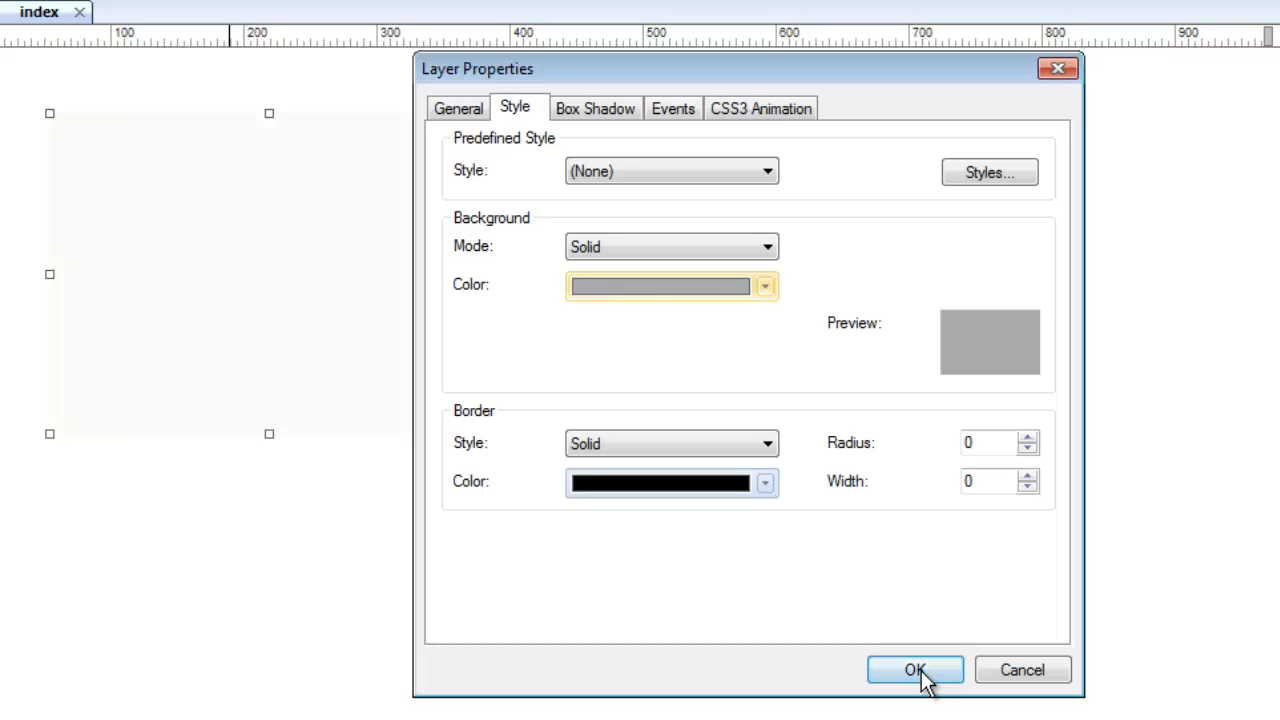 index
100 200 300 400 500 600 700 800 900
Layer Properties
General Style Box Shadow Events CSS3 Animation
Predefined Style
Style: (None) Styles...
Background
Mode: Solid
Color:
Preview:
Border
Style: Solid Radius: 0
Color: Width: 0
OK Cancel